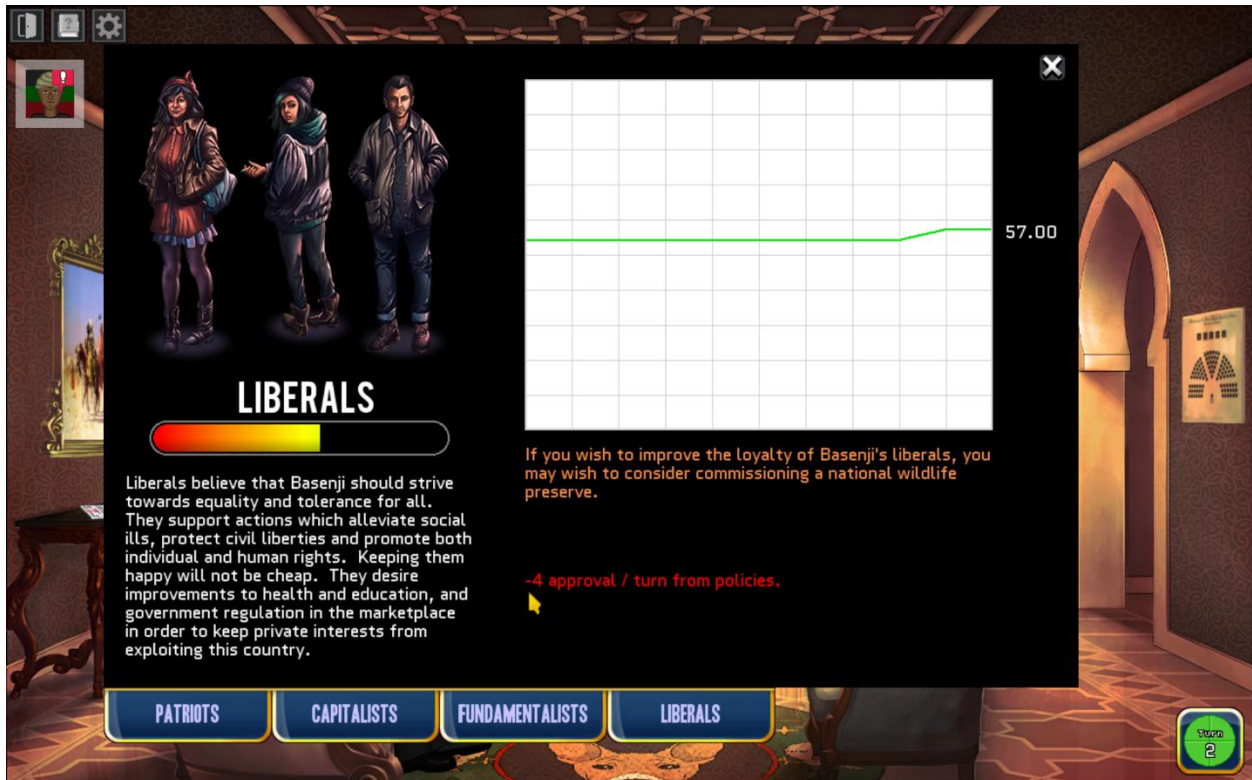 57.00
LIBERALS
Liberals believe that Basenji should strive
towards equality and tolerance for all.
They support actions which alleviate social
ills, protect civil liberties and promote both
individual and human rights. Keeping them
happy will not be cheap. They desire
improvements to health and education, and
government regulation in the marketplace
in order to keep private interests from
exploiting this country.
If you wish to improve the loyalty of Basenji's liberals, you
may wish to consider commissioning a national wildlife
preserve.
-4 approval / turn from policies.
PATRIOTS
CAPITALISTS
FUNDAMENTALISTS
LIBERALS
Turn
2